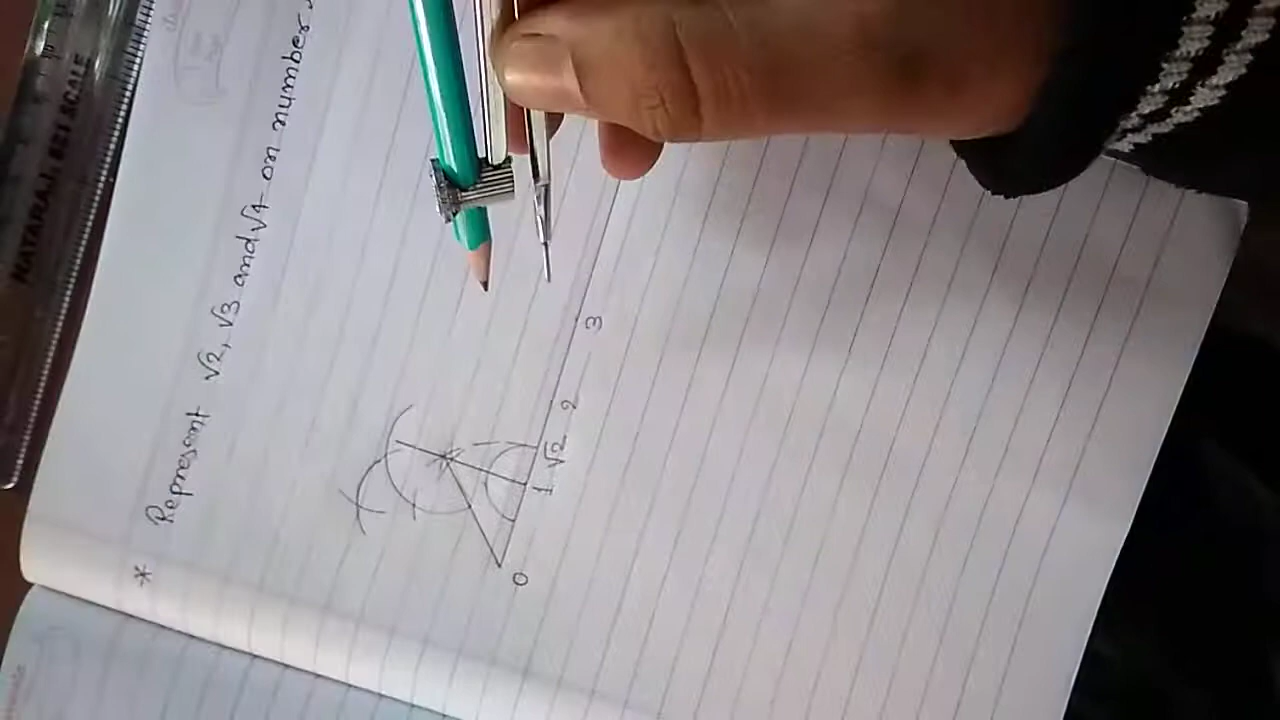 * Represent √2, √3 and √4 on number
0 1 √2 2 3
NATARAJ 621 SCALE